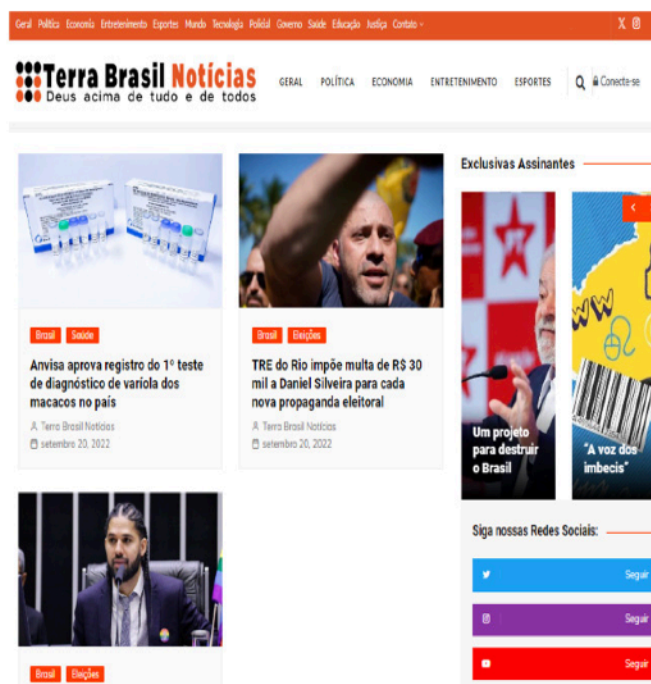 Geral Política Economia Entretenimento Esportes Mundo Tecnologia Policial Governo Saúde Educação Justiça Contato
Terra Brasil Notícias
Deus acima de tudo e de todos
GERAL POLÍTICA ECONOMIA ENTRETENIMENTO ESPORTES Conecte-se
Brasil Saúde
Anvisa aprova registro do 1º teste
de diagnóstico de varíola dos
macacos no país
Terra Brasil Notícias
setembro 20, 2022
Brasil Eleições
TRE do Rio impõe multa de R$ 30
mil a Daniel Silveira para cada
nova propaganda eleitoral
Terra Brasil Notícias
setembro 20, 2022
Brasil Eleições
Exclusivas Assinantes
PT
Um projeto
para destruir
o Brasil
WW
"A voz dos
imbecis"
Siga nossas Redes Sociais:
Seguir
Seguir
Seguir